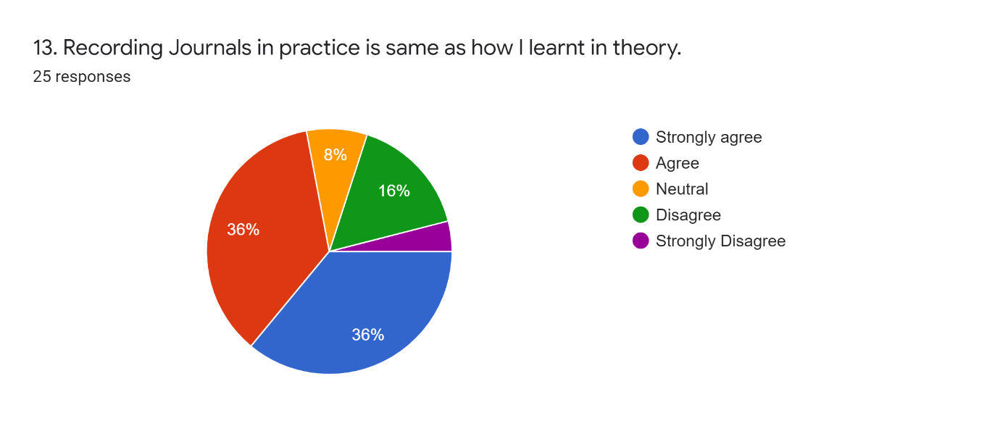 13. Recording Journals in practice is same as how I learnt in theory.
25 responses
Strongly agree
Agree
Neutral
Disagree
Strongly Disagree
8%
16%
36%
36%